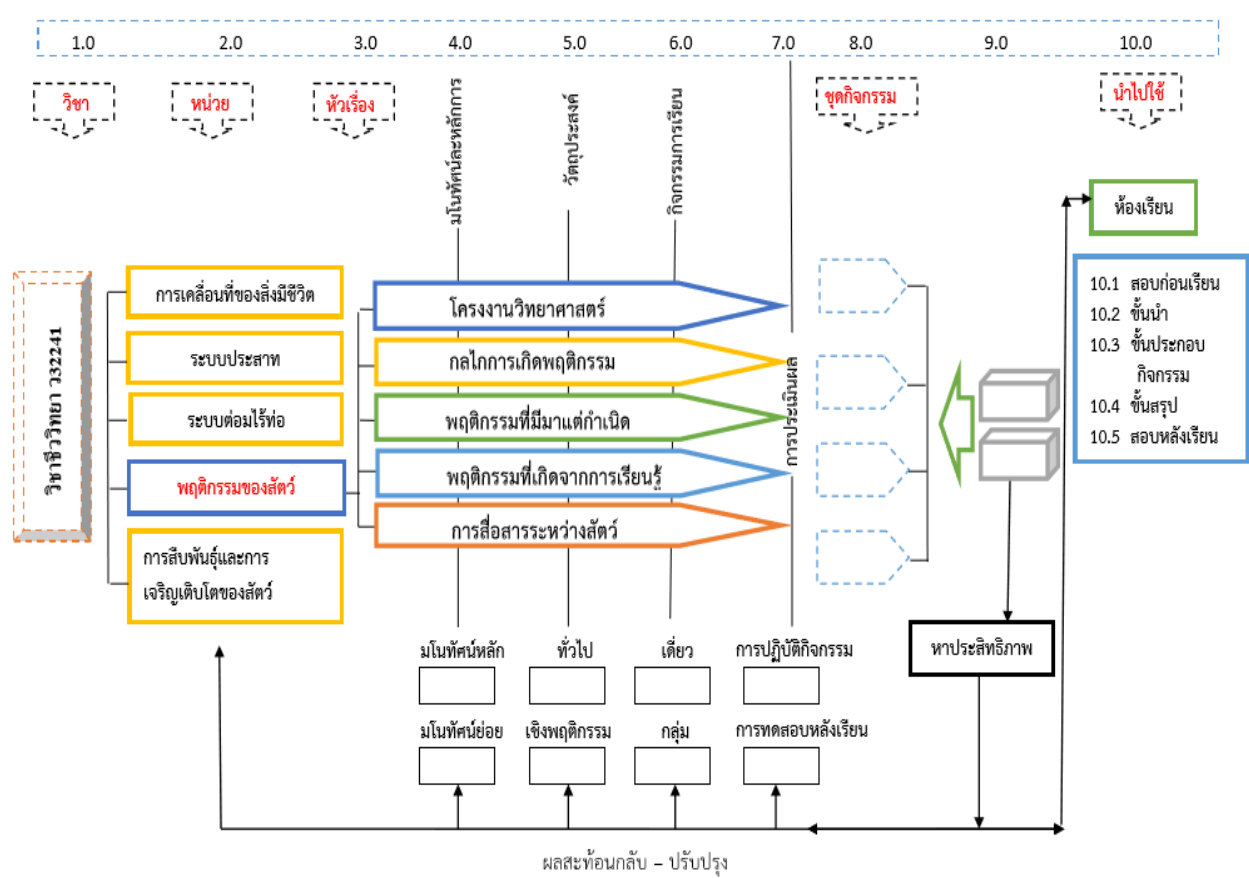 1.0 2.0 3.0 4.0 5.0 6.0 7.0 8.0 9.0 10.0
วิชา
หน่วย
หัวเรื่อง
มโนทัศน์ละหลักการ
วัตถุประสงค์
กิจกรรมการเรียน
ชุดกิจกรรม
นำไปใช้
วิชาชีววิทยา ว32241
การเคลื่อนที่ของสิ่งมีชีวิต
ระบบประสาท
ระบบต่อมไร้ท่อ
พฤติกรรมของสัตว์
การสืบพันธุ์และการ
เจริญเติบโตของสัตว์
โครงงานวิทยาศาสตร์
กลไกการเกิดพฤติกรรม
พฤติกรรมที่มีมาแต่กำเนิด
พฤติกรรมที่เกิดจากการเรียนรู้
การสื่อสารระหว่างสัตว์
การประเมินผล
ห้องเรียน
10.1 สอบก่อนเรียน
10.2 ขั้นนำ
10.3 ขั้นประกอบ
กิจกรรม
10.4 ขั้นสรุป
10.5 สอบหลังเรียน
หาประสิทธิภาพ
มโนทัศน์หลัก ทั่วไป เดี่ยว การปฏิบัติกิจกรรม
มโนทัศน์ย่อย เชิงพฤติกรรม กลุ่ม การทดสอบหลังเรียน
ผลสะท้อนกลับ – ปรับปรุง